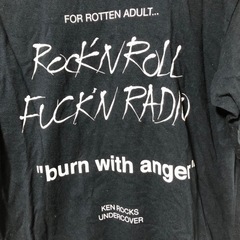 FOR ROTTEN ADULT...
ROCK'N ROLL
FUCK'N RADIO
"burn with anger"
KEN ROCKS
UNDERCOVER